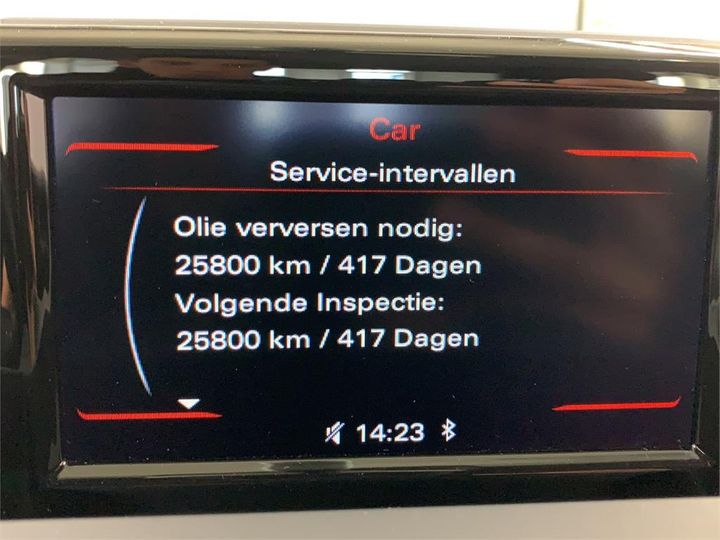 Car
Service-intervallen
Olie verversen nodig:
25800 km / 417 Dagen
Volgende Inspectie:
25800 km / 417 Dagen
14:23